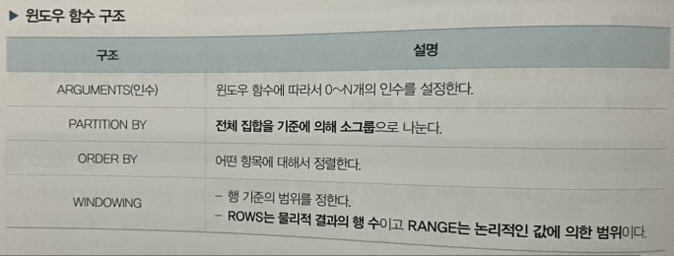 ▶ 윈도우 함수 구조
구조 설명
ARGUMENTS(인수) 윈도우 함수에 따라서 0~N개의 인수를 설정한다.
PARTITION BY 전체 집합을 기준에 의해 소그룹으로 나눈다.
ORDER BY 어떤 항목에 대해서 정렬한다.
WINDOWING – 행 기준의 범위를 정한다.
– ROWS는 물리적 결과의 행 수이고 RANGE는 논리적인 값에 의한 범위이다.